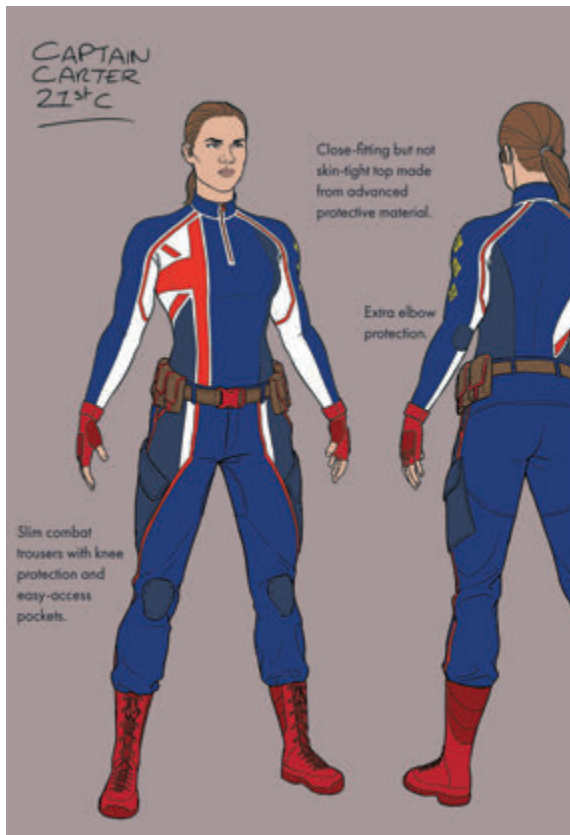 CAPTAIN
CARTER
21st C
Close-fitting but not
skin-tight top made
from advanced
protective material.
Extra elbow
protection.
Slim combat
trousers with knee
protection and
easy-access
pockets.